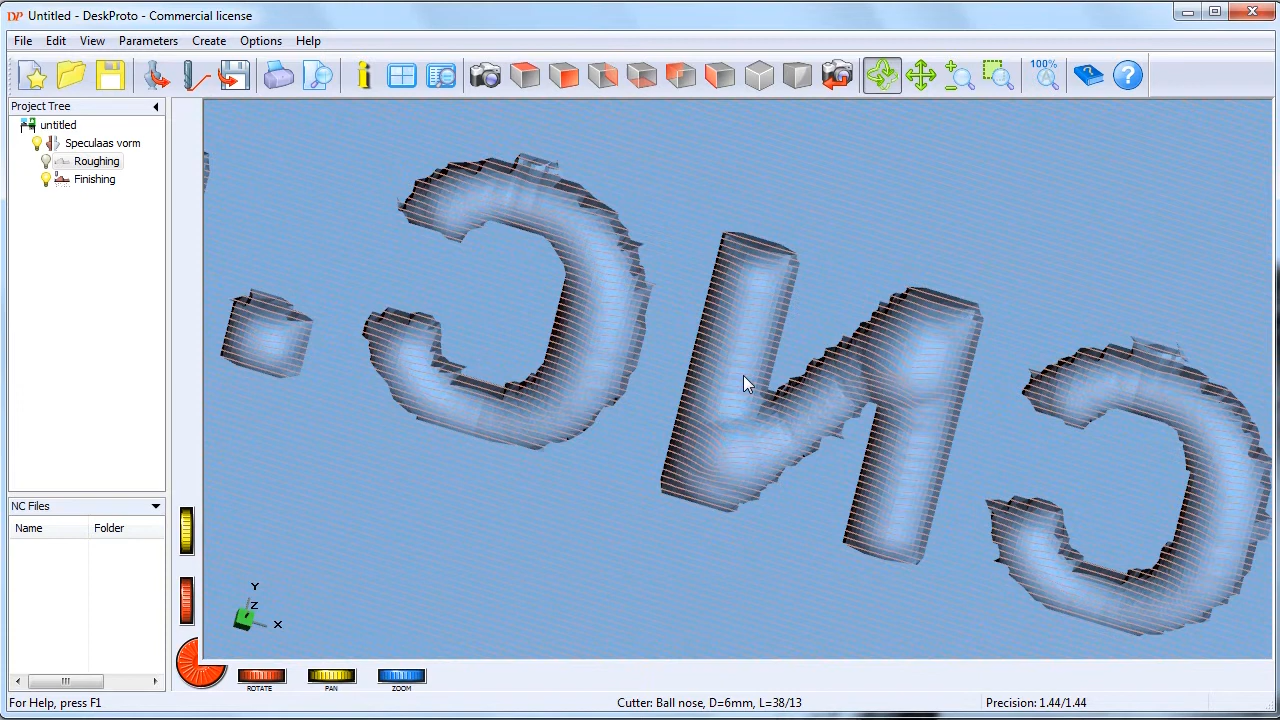 DP Untitled - DeskProto - Commercial license
File Edit View Parameters Create Options Help
i 100% ?
Project Tree
untitled
Speculaas vorm
Roughing
Finishing
NC Files
Name Folder
CNC.
Y
Z
X
ROTATE PAN ZOOM
For Help, press F1 Cutter: Ball nose, D=6mm, L=38/13 Precision: 1.44/1.44